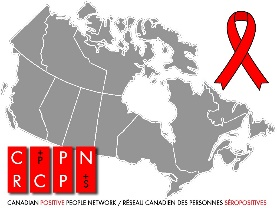 C +P P N
R C P +S
CANADIAN POSITIVE PEOPLE NETWORK / RÉSEAU CANADIEN DES PERSONNES SÉROPOSITIVES